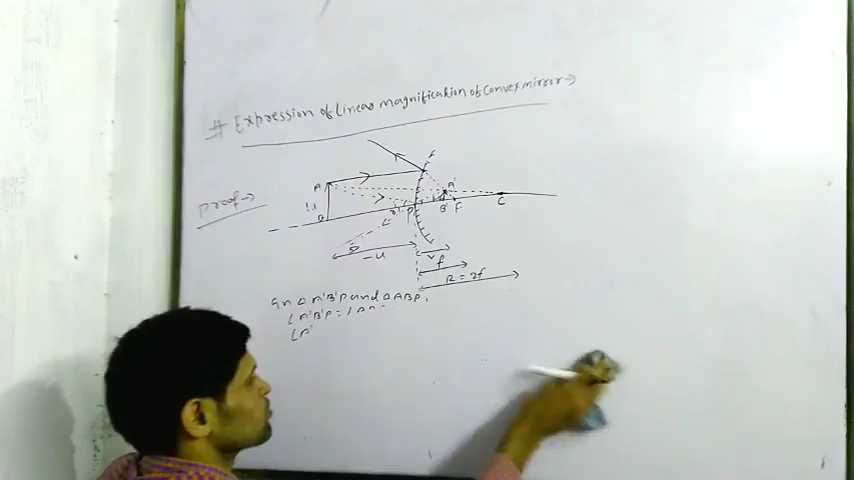 # Expression of Linear magnification of Convex mirror→
Proof→
A
A'
B
P
B'
F
C
-u
v
f
R = 2f
In Δ A'B'P and Δ ABP,
∠A'B'P = ∠A
∠A'